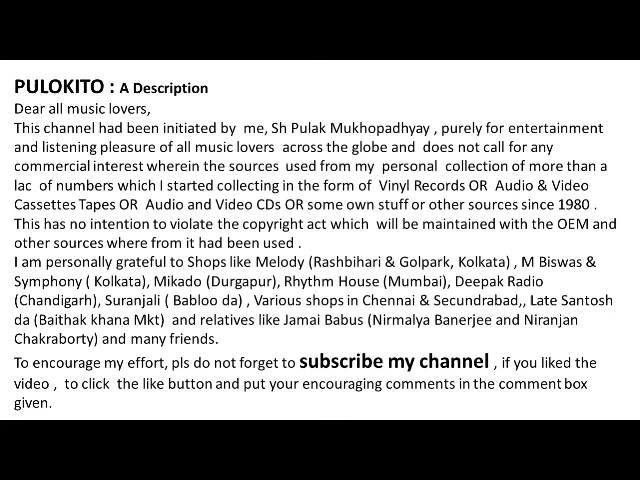 PULOKITO : A Description
Dear all music lovers,
This channel had been initiated by me, Sh Pulak Mukhopadhyay , purely for entertainment
and listening pleasure of all music lovers across the globe and does not call for any
commercial interest wherein the sources used from my personal collection of more than a
lac of numbers which I started collecting in the form of Vinyl Records OR Audio & Video
Cassettes Tapes OR Audio and Video CDs OR some own stuff or other sources since 1980 .
This has no intention to violate the copyright act which will be maintained with the OEM and
other sources where from it had been used .
I am personally grateful to Shops like Melody (Rashbihari & Golpark, Kolkata) , M Biswas &
Symphony ( Kolkata), Mikado (Durgapur), Rhythm House (Mumbai), Deepak Radio
(Chandigarh), Suranjali ( Babloo da) , Various shops in Chennai & Secundrabad,, Late Santosh
da (Baithak khana Mkt) and relatives like Jamai Babus (Nirmalya Banerjee and Niranjan
Chakraborty) and many friends.
To encourage my effort, pls do not forget to subscribe my channel , if you liked the
video , to click the like button and put your encouraging comments in the comment box
given.